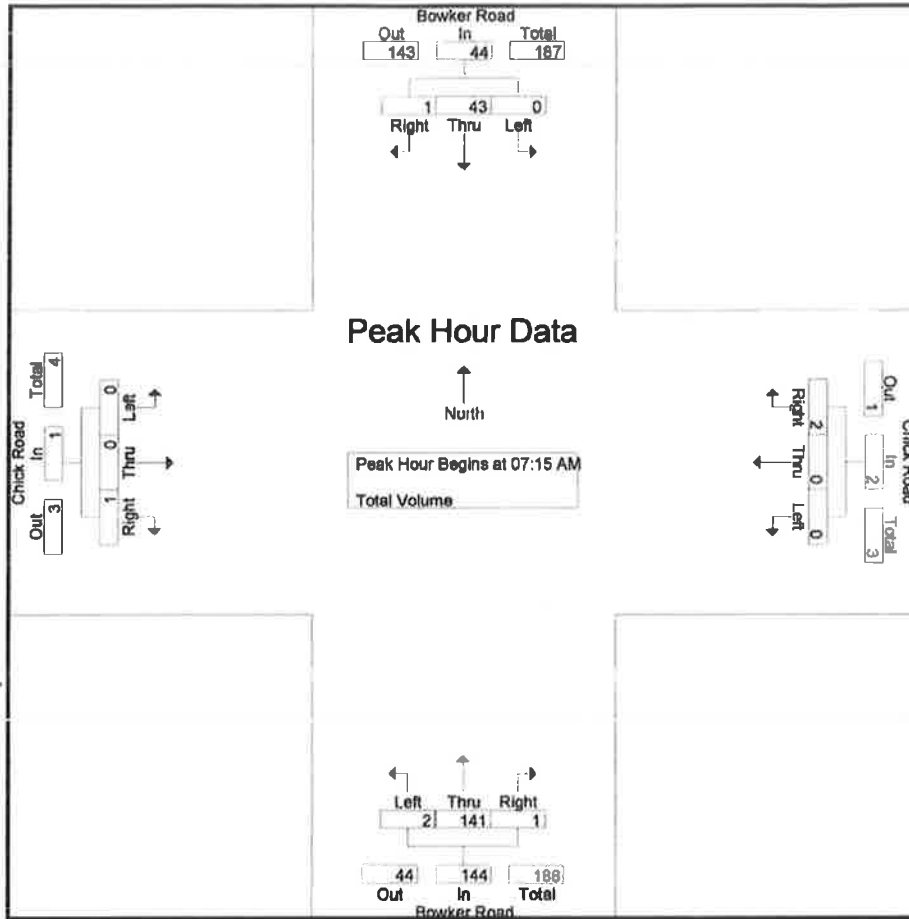 Bowker Road
Out In Total
143 44 187
1 43 0
Right Thru Left
Peak Hour Data
North
Peak Hour Begins at 07:15 AM
Total Volume
Chick Road
Out In Total
3 1 4
1 0 0
Right Thru Left
Chick Road
Out In Total
1 2 3
2 0 0
Right Thru Left
Left Thru Right
2 141 1
44 144 188
Out In Total
Bowker Road